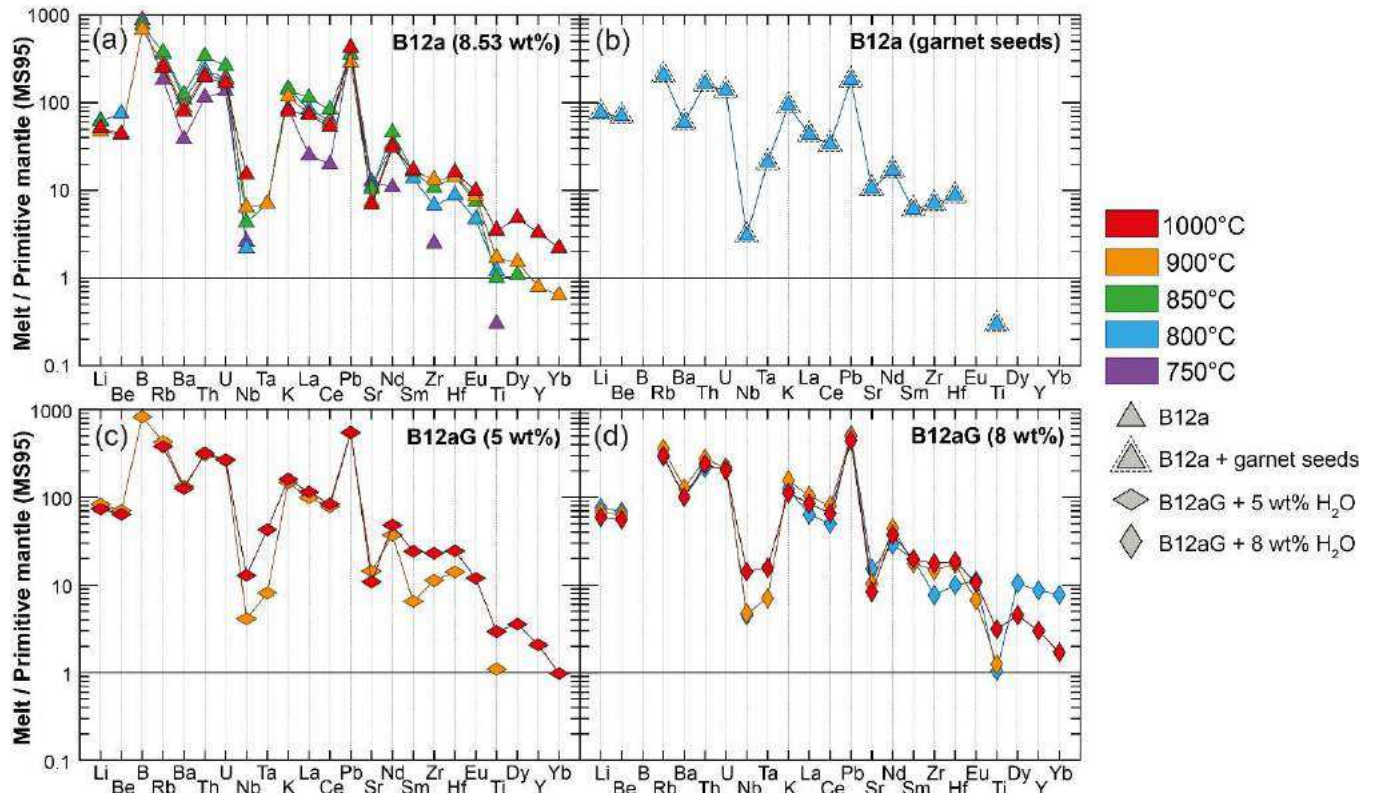 1000
100
10
1
0.1
Melt / Primitive mantle (MS95)
(a)
B12a (8.53 wt%)
(b)
B12a (garnet seeds)
Li B Ba U Ta La Pb Nd Zr Eu Dy Yb
Be Rb Th Nb K Ce Sr Sm Hf Ti Y
Li B Ba U Ta La Pb Nd Zr Eu Dy Yb
Be Rb Th Nb K Ce Sr Sm Hf Ti Y
1000
100
10
1
0.1
Melt / Primitive mantle (MS95)
(c)
B12aG (5 wt%)
(d)
B12aG (8 wt%)
Li B Ba U Ta La Pb Nd Zr Eu Dy Yb
Be Rb Th Nb K Ce Sr Sm Hf Ti Y
Li B Ba U Ta La Pb Nd Zr Eu Dy Yb
Be Rb Th Nb K Ce Sr Sm Hf Ti Y
1000°C
900°C
850°C
800°C
750°C
B12a
B12a + garnet seeds
B12aG + 5 wt% H₂O
B12aG + 8 wt% H₂O